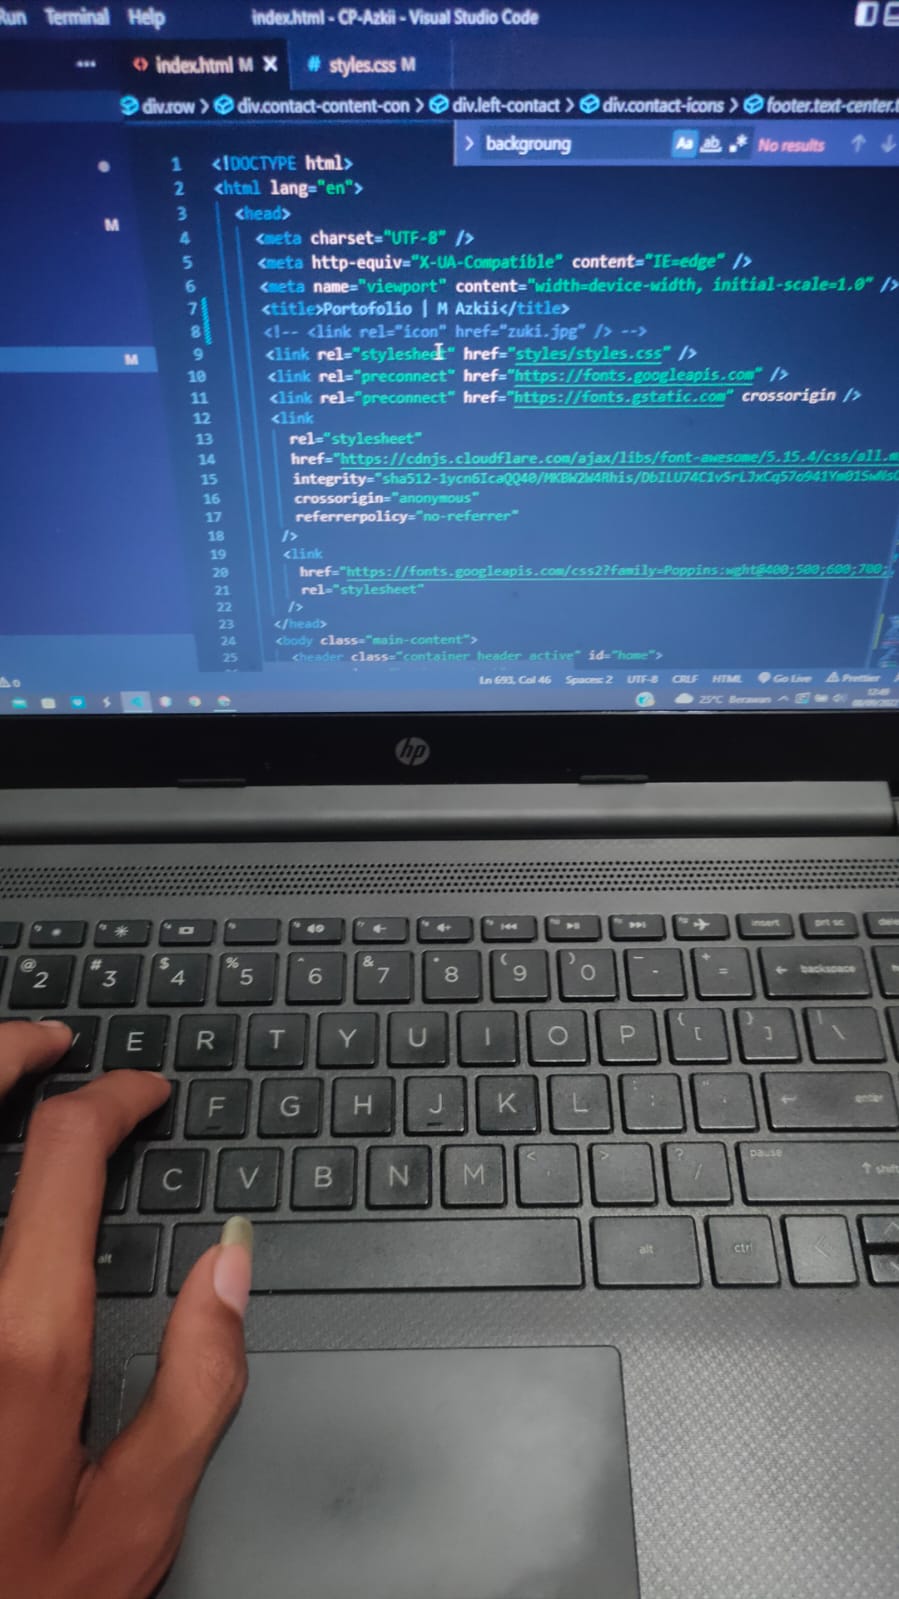 Run Terminal Help index.html - CP-Azkii - Visual Studio Code
index.html M styles.css M
div.row > div.contact-content-con > div.left-contact > div.contact-icons > footer.text-center.t
backgroung Aa ab .* No results
M
M
1 <!DOCTYPE html>
2 <html lang="en">
3 <head>
4 <meta charset="UTF-8" />
5 <meta http-equiv="X-UA-Compatible" content="IE=edge" />
6 <meta name="viewport" content="width=device-width, initial-scale=1.0" />
7 <title>Portofolio | M Azkii</title>
8 <!-- <link rel="icon" href="zuki.jpg" /> -->
9 <link rel="stylesheet" href="styles/styles.css" />
10 <link rel="preconnect" href="https://fonts.googleapis.com" />
11 <link rel="preconnect" href="https://fonts.gstatic.com" crossorigin />
12 <link
13 rel="stylesheet"
14 href="https://cdnjs.cloudflare.com/ajax/libs/font-awesome/5.15.4/css/all.m
15 integrity="
16 crossorigin="anonymous"
17 referrerpolicy="no-referrer"
18 />
19 <link
20 href="https://fonts.googleapis.com/css2?family=Poppins:wght@400;500;600;700;
21 rel="stylesheet"
22 />
23 </head>
24 <body class="main-content">
25 <header class="container header active" id="home">
0 Ln 693, Col 46 Spaces: 2 UTF-8 CRLF HTML Go Live Prettier
25°C Berawan
hp
insert prt sc dele
@ 2 # 3 $ 4 % 5 ^ 6 & 7 * 8 ( 9 ) 0 _ - + = backspace
E R T Y U I O P { [ } ] | \
F G H J K L : ; " ' enter
C V B N M < , > . ? / pause shift
alt alt ctrl